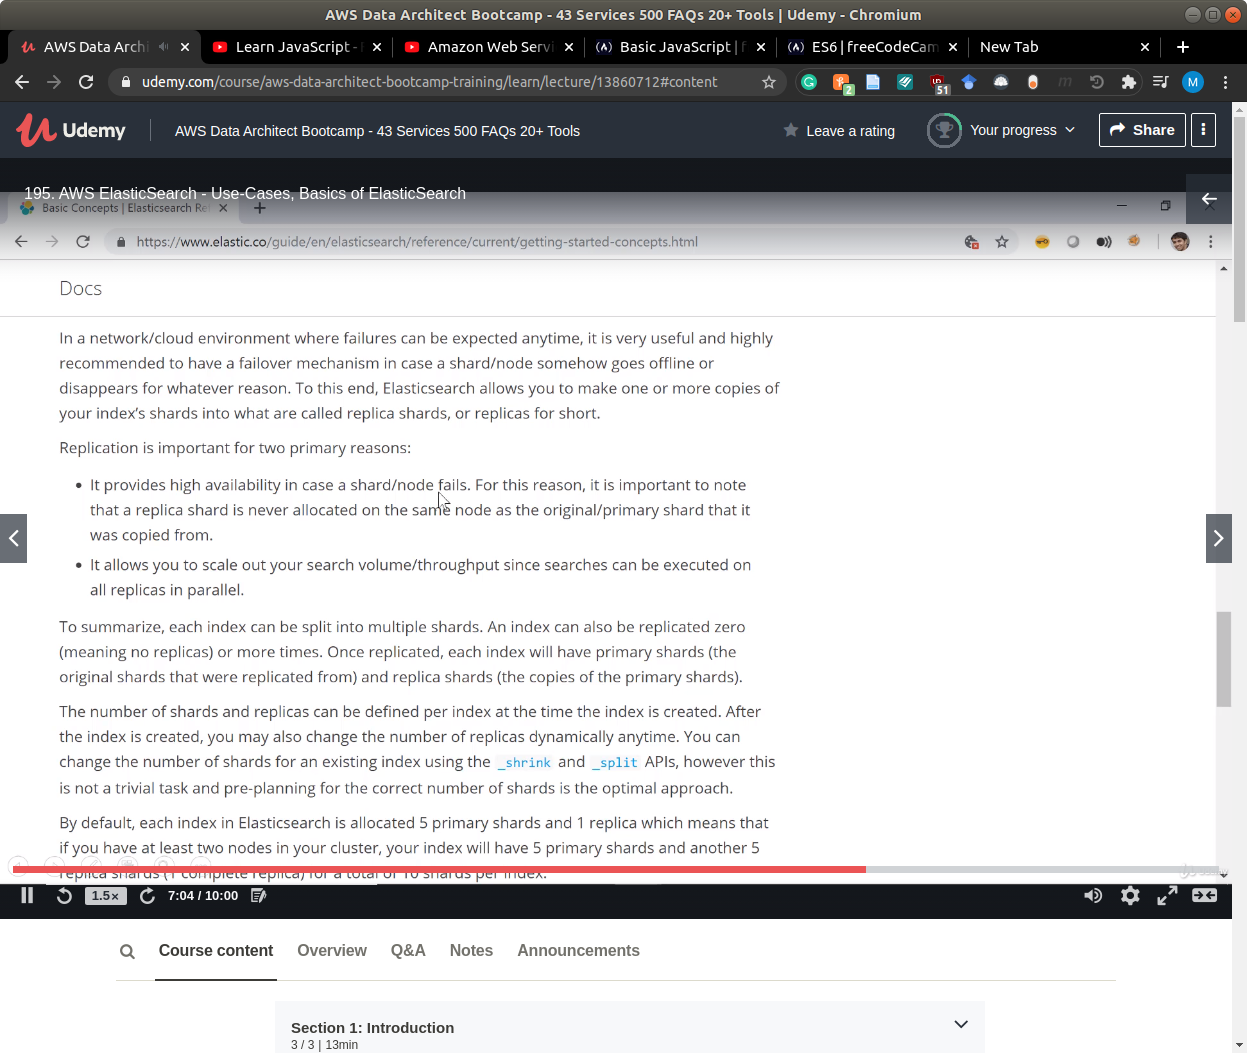 AWS Data Architect Bootcamp - 43 Services 500 FAQs 20+ Tools | Udemy - Chromium
AWS Data Archi
Learn JavaScript -
Amazon Web Servi
Basic JavaScript | f
ES6 | freeCodeCam
New Tab
udemy.com/course/aws-data-architect-bootcamp-training/learn/lecture/13860712#content
2
51
M
Udemy
AWS Data Architect Bootcamp - 43 Services 500 FAQs 20+ Tools
Leave a rating
Your progress
Share
195. AWS ElasticSearch - Use-Cases, Basics of ElasticSearch
Basic Concepts | Elasticsearch Re
https://www.elastic.co/guide/en/elasticsearch/reference/current/getting-started-concepts.html
Docs
In a network/cloud environment where failures can be expected anytime, it is very useful and highly
recommended to have a failover mechanism in case a shard/node somehow goes offline or
disappears for whatever reason. To this end, Elasticsearch allows you to make one or more copies of
your index's shards into what are called replica shards, or replicas for short.
Replication is important for two primary reasons:
• It provides high availability in case a shard/node fails. For this reason, it is important to note
that a replica shard is never allocated on the same node as the original/primary shard that it
was copied from.
• It allows you to scale out your search volume/throughput since searches can be executed on
all replicas in parallel.
To summarize, each index can be split into multiple shards. An index can also be replicated zero
(meaning no replicas) or more times. Once replicated, each index will have primary shards (the
original shards that were replicated from) and replica shards (the copies of the primary shards).
The number of shards and replicas can be defined per index at the time the index is created. After
the index is created, you may also change the number of replicas dynamically anytime. You can
change the number of shards for an existing index using the _shrink and _split APIs, however this
is not a trivial task and pre-planning for the correct number of shards is the optimal approach.
By default, each index in Elasticsearch is allocated 5 primary shards and 1 replica which means that
if you have at least two nodes in your cluster, your index will have 5 primary shards and another 5
replica shards (1 complete replica) for a total of 10 shards per index.
1.5×
7:04 / 10:00
Course content
Overview
Q&A
Notes
Announcements
Section 1: Introduction
3 / 3 | 13min